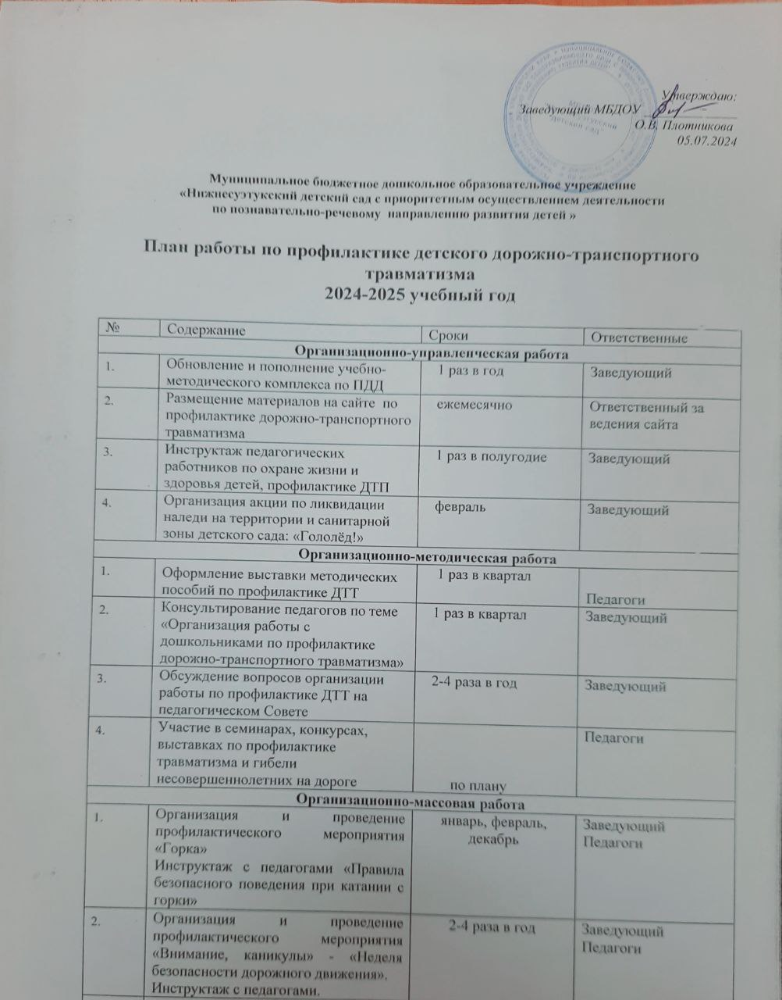 Утверждаю:
Заведующий МБДОУ
О.В. Плотникова
05.07.2024
Муниципальное бюджетное дошкольное образовательное учреждение
«Нижнесуэтукский детский сад с приоритетным осуществлением деятельности
по познавательно-речевому направлению развития детей »
План работы по профилактике детского дорожно-транспортного
травматизма
2024-2025 учебный год
№ Содержание Сроки Ответственные
Организационно-управленческая работа
1. Обновление и пополнение учебно- 1 раз в год Заведующий
методического комплекса по ПДД
2. Размещение материалов на сайте по ежемесячно Ответственный за
профилактике дорожно-транспортного ведения сайта
травматизма
3. Инструктаж педагогических 1 раз в полугодие Заведующий
работников по охране жизни и
здоровья детей, профилактике ДТП
4. Организация акции по ликвидации февраль Заведующий
наледи на территории и санитарной
зоны детского сада: «Гололёд!»
Организационно-методическая работа
1. Оформление выставки методических 1 раз в квартал
пособий по профилактике ДТТ Педагоги
2. Консультирование педагогов по теме 1 раз в квартал Заведующий
«Организация работы с
дошкольниками по профилактике
дорожно-транспортного травматизма»
3. Обсуждение вопросов организации 2-4 раза в год Заведующий
работы по профилактике ДТТ на
педагогическом Совете
4. Участие в семинарах, конкурсах, Педагоги
выставках по профилактике
травматизма и гибели
несовершеннолетних на дороге по плану
Организационно-массовая работа
1. Организация и проведение январь, февраль, Заведующий
профилактического мероприятия декабрь Педагоги
«Горка»
Инструктаж с педагогами «Правила
безопасного поведения при катании с
горки»
2. Организация и проведение 2-4 раза в год Заведующий
профилактического мероприятия Педагоги
«Внимание, каникулы» - «Неделя
безопасности дорожного движения».
Инструктаж с педагогами.